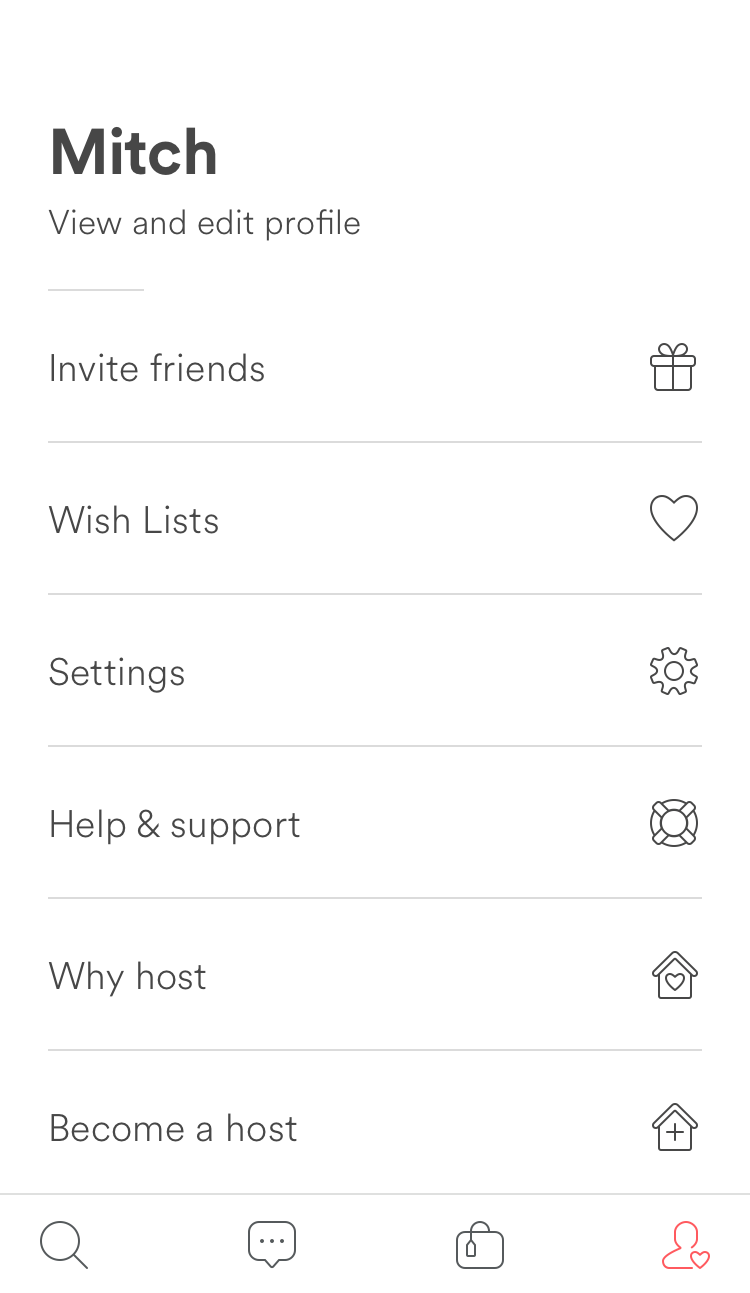 Mitch
View and edit profile
Invite friends
Wish Lists
Settings
Help & support
Why host
Become a host